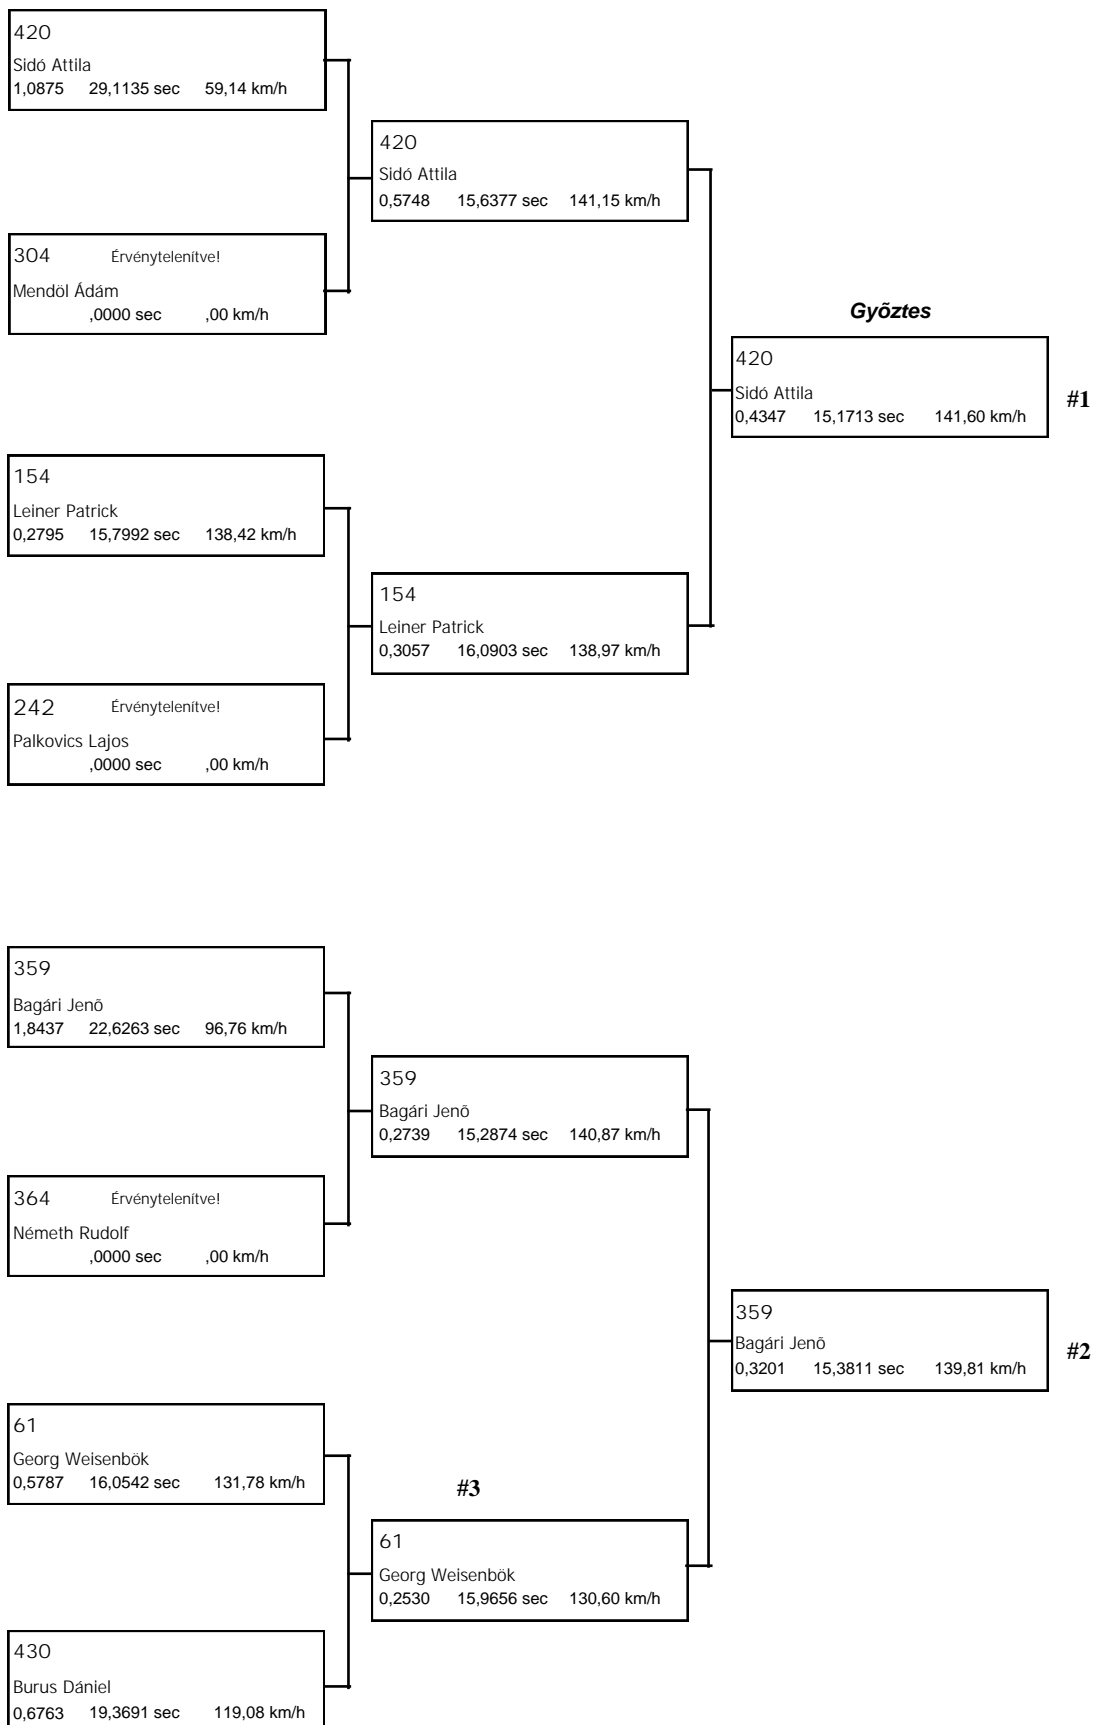 420
Sidó Attila
1,0875 29,1135 sec 59,14 km/h
420
Sidó Attila
0,5748 15,6377 sec 141,15 km/h
304 Érvénytelenítve!
Mendöl Ádám
,0000 sec ,00 km/h
Gyõztes
420
Sidó Attila
0,4347 15,1713 sec 141,60 km/h
#1
154
Leiner Patrick
0,2795 15,7992 sec 138,42 km/h
154
Leiner Patrick
0,3057 16,0903 sec 138,97 km/h
242 Érvénytelenítve!
Palkovics Lajos
,0000 sec ,00 km/h
359
Bagári Jenõ
1,8437 22,6263 sec 96,76 km/h
359
Bagári Jenõ
0,2739 15,2874 sec 140,87 km/h
364 Érvénytelenítve!
Németh Rudolf
,0000 sec ,00 km/h
359
Bagári Jenõ
0,3201 15,3811 sec 139,81 km/h
#2
61
Georg Weisenbök
0,5787 16,0542 sec 131,78 km/h
#3
61
Georg Weisenbök
0,2530 15,9656 sec 130,60 km/h
430
Burus Dániel
0,6763 19,3691 sec 119,08 km/h